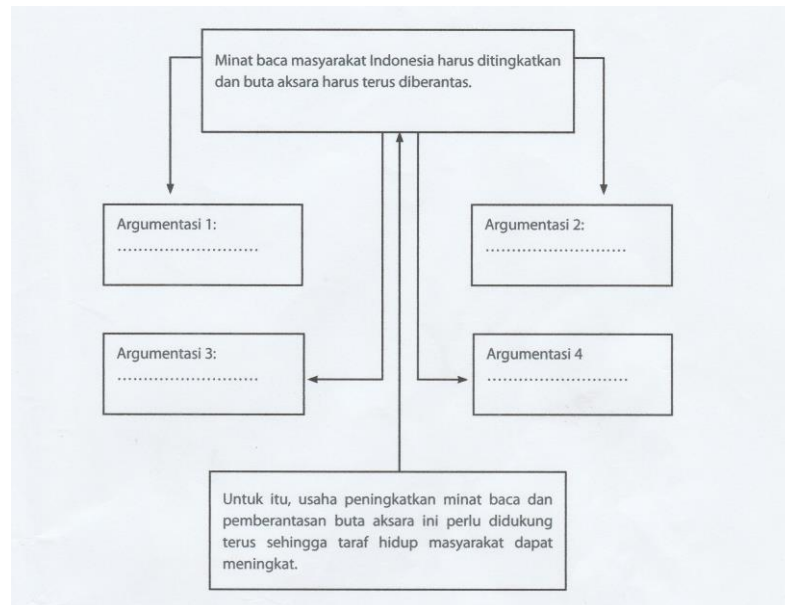 Minat baca masyarakat Indonesia harus ditingkatkan
dan buta aksara harus terus diberantas.
Argumentasi 1:
...........................
Argumentasi 2:
...........................
Argumentasi 3:
...........................
Argumentasi 4
...........................
Untuk itu, usaha peningkatkan minat baca dan
pemberantasan buta aksara ini perlu didukung
terus sehingga taraf hidup masyarakat dapat
meningkat.